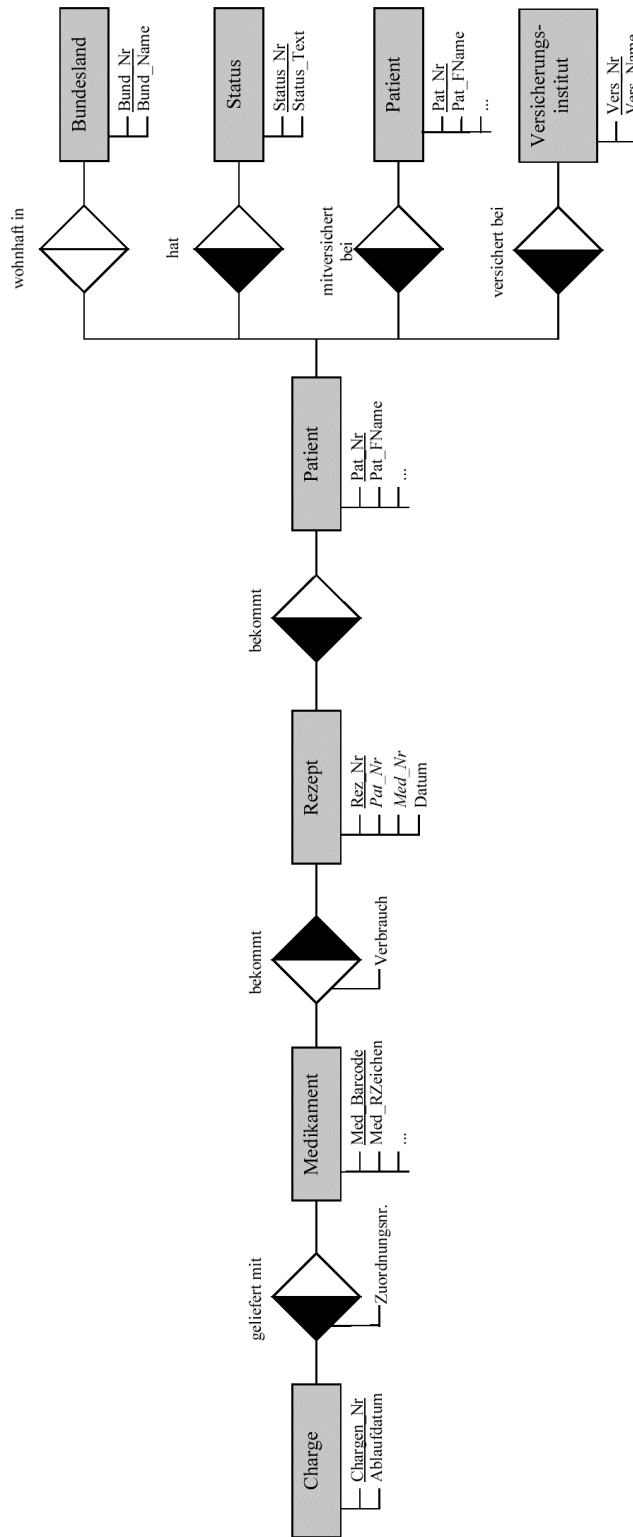 wohnhaft in
Bundesland
Bund_Nr
Bund_Name
hat
Status
Status_Nr
Status_Text
mitversichert
bei
Patient
Pat_Nr
Pat_FName
...
versichert bei
Versicherungs-
institut
Vers_Nr
Vers_Name
Patient
Pat_Nr
Pat_FName
...
bekommt
Rezept
Rez_Nr
Pat_Nr
Med_Nr
Datum
bekommt
Verbrauch
Medikament
Med_Barcode
Med_RZeichen
...
geliefert mit
Zuordnungsnr.
Charge
Chargen_Nr
Ablaufdatum